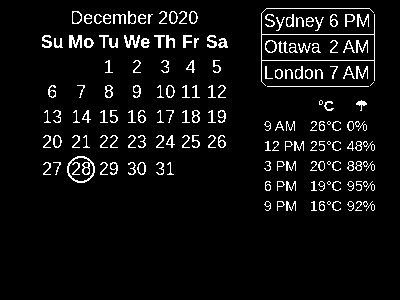 December 2020
Su Mo Tu We Th Fr Sa
1 2 3 4 5
6 7 8 9 10 11 12
13 14 15 16 17 18 19
20 21 22 23 24 25 26
27 28 29 30 31
Sydney 6 PM
Ottawa 2 AM
London 7 AM
°C ☂
9 AM 26°C 0%
12 PM 25°C 48%
3 PM 20°C 88%
6 PM 19°C 95%
9 PM 16°C 92%